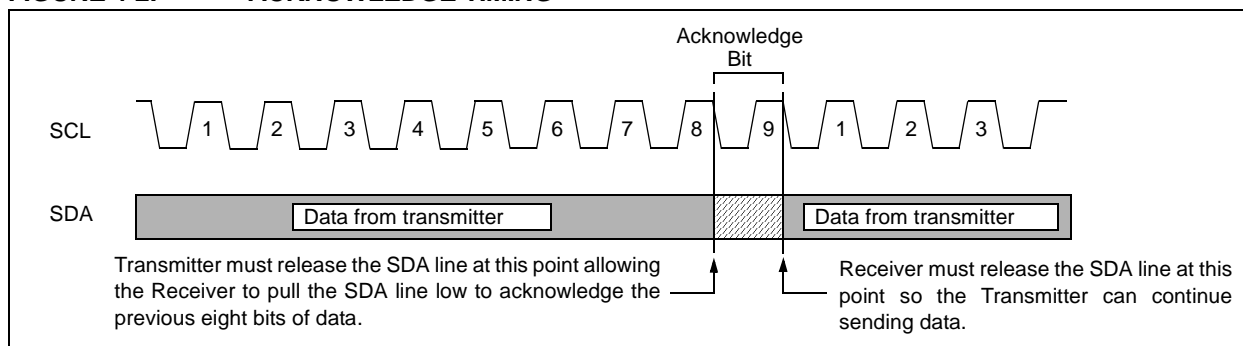 Acknowledge
Bit
SCL
1 2 3 4 5 6 7 8 9 1 2 3
SDA
Data from transmitter
Data from transmitter
Transmitter must release the SDA line at this point allowing
the Receiver to pull the SDA line low to acknowledge the
previous eight bits of data.
Receiver must release the SDA line at this
point so the Transmitter can continue
sending data.